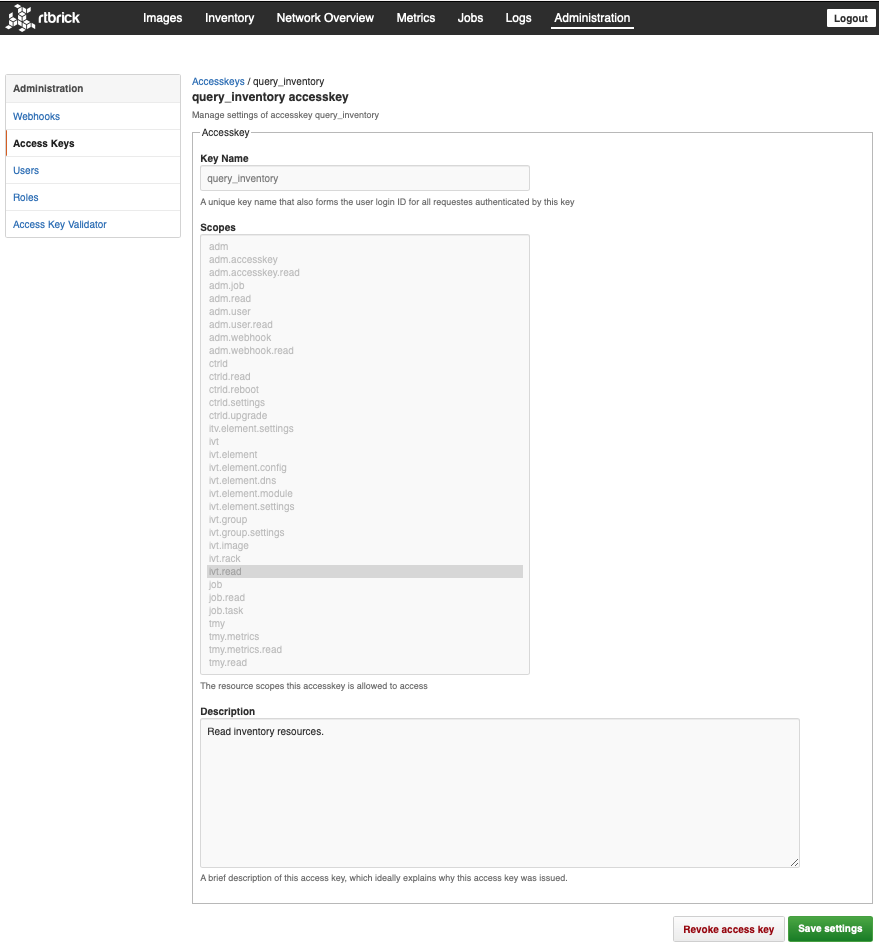 rtbrick
Images Inventory Network Overview Metrics Jobs Logs Administration Logout
Administration
Webhooks
Access Keys
Users
Roles
Access Key Validator
Accesskeys / query_inventory
query_inventory accesskey
Manage settings of accesskey query_inventory
Accesskey
Key Name
query_inventory
A unique key name that also forms the user login ID for all requestes authenticated by this key
Scopes
adm
adm.accesskey
adm.accesskey.read
adm.job
adm.read
adm.user
adm.user.read
adm.webhook
adm.webhook.read
ctrld
ctrld.read
ctrld.reboot
ctrld.settings
ctrld.upgrade
itv.element.settings
ivt
ivt.element
ivt.element.config
ivt.element.dns
ivt.element.module
ivt.element.settings
ivt.group
ivt.group.settings
ivt.image
ivt.rack
ivt.read
job
job.read
job.task
tmy
tmy.metrics
tmy.metrics.read
tmy.read
The resource scopes this accesskey is allowed to access
Description
Read inventory resources.
A brief description of this access key, which ideally explains why this access key was issued.
Revoke access key Save settings